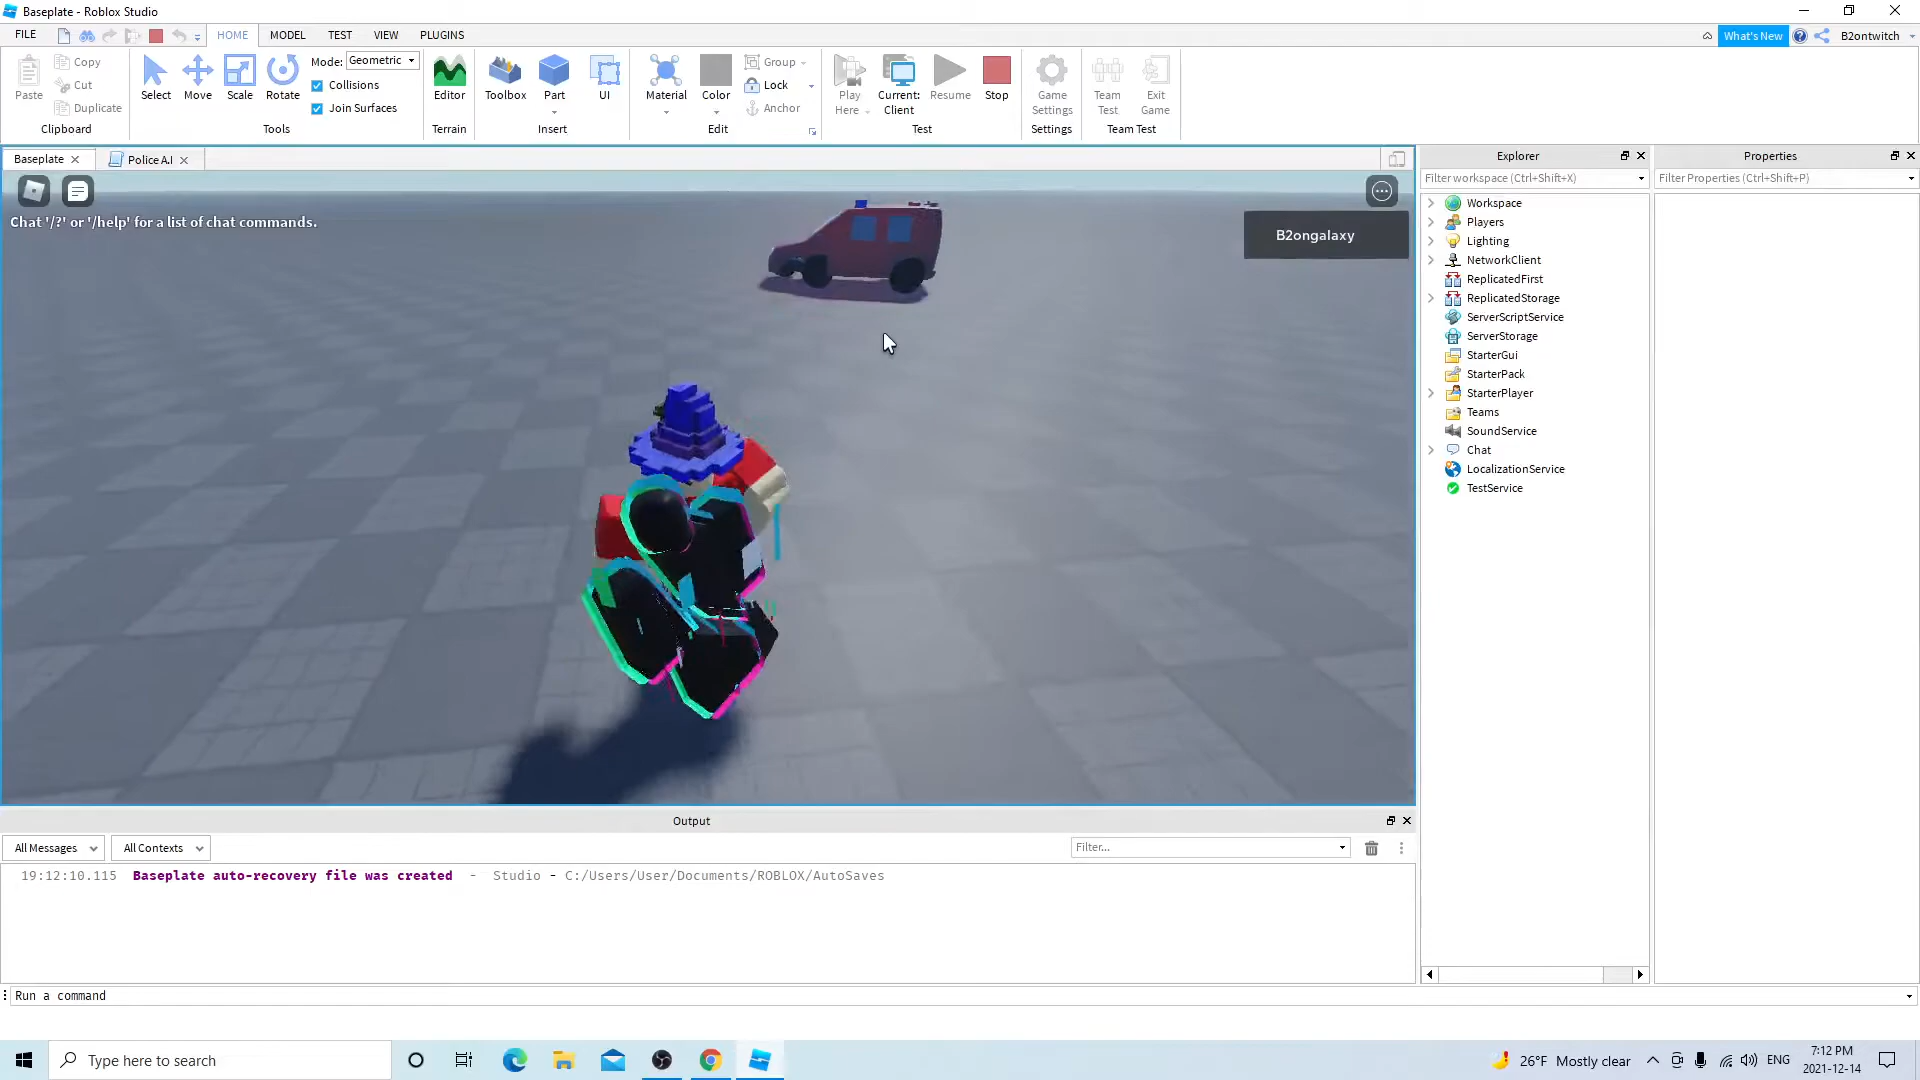 Baseplate - Roblox Studio
FILE HOME MODEL TEST VIEW PLUGINS What's New B2ontwitch
Paste Copy Cut Duplicate
Clipboard
Select Move Scale Rotate
Mode: Geometric
Collisions
Join Surfaces
Tools
Editor
Terrain
Toolbox Part UI
Insert
Material Color
Group
Lock
Anchor
Edit
Play Here
Current: Client
Resume
Stop
Test
Game Settings
Settings
Team Test
Exit Game
Team Test
Baseplate Police A.I
Chat '/?' or '/help' for a list of chat commands.
B2ongalaxy
Explorer
Filter workspace (Ctrl+Shift+X)
Workspace
Players
Lighting
NetworkClient
ReplicatedFirst
ReplicatedStorage
ServerScriptService
ServerStorage
StarterGui
StarterPack
StarterPlayer
Teams
SoundService
Chat
LocalizationService
TestService
Properties
Filter Properties (Ctrl+Shift+P)
Output
All Messages All Contexts Filter...
19:12:10.115 Baseplate auto-recovery file was created - Studio - C:/Users/User/Documents/ROBLOX/AutoSaves
Run a command
Type here to search
26°F Mostly clear ENG 7:12 PM
2021-12-14